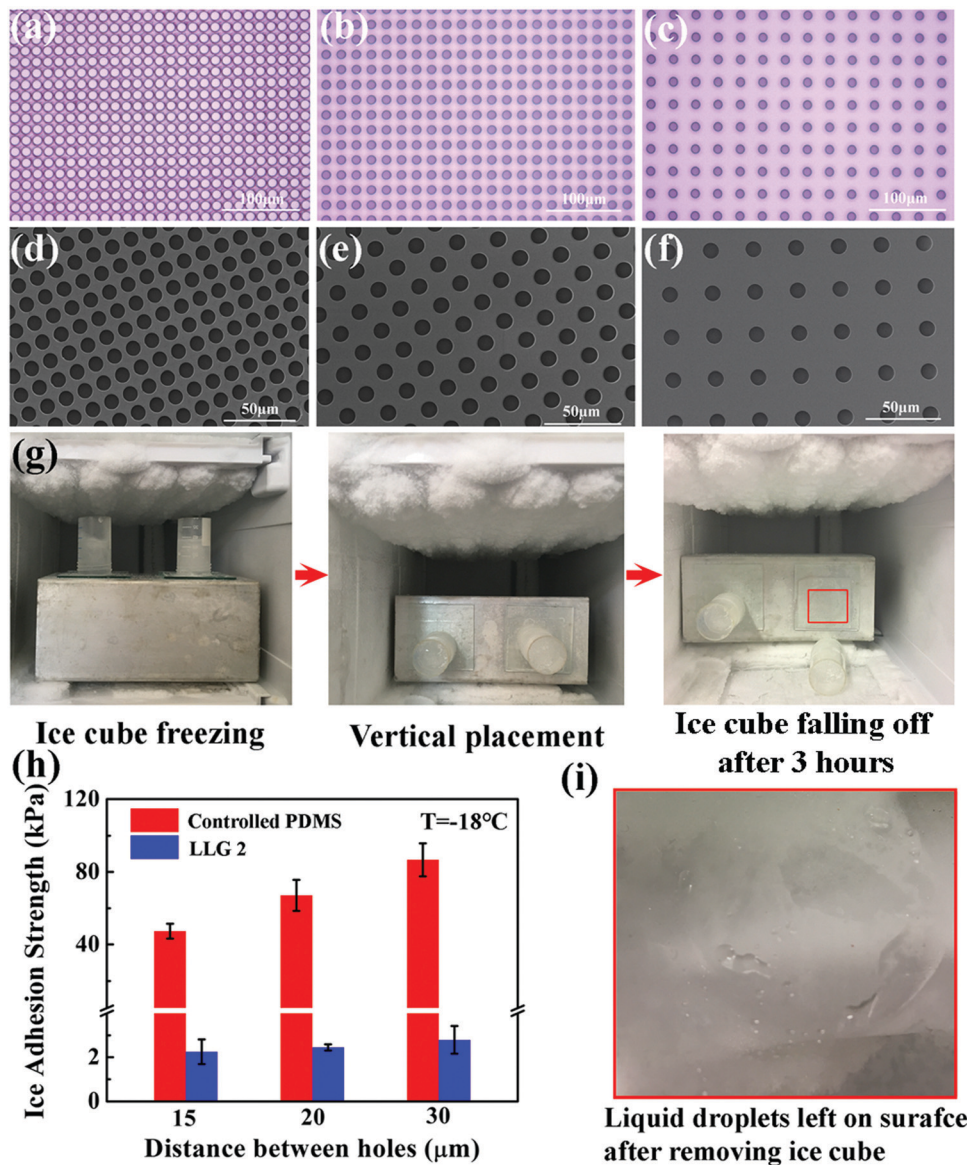 (a)
(b)
(c)
100μm
100μm
100μm
(d)
(e)
(f)
50μm
50μm
50μm
(g)
Ice cube freezing
Vertical placement
Ice cube falling off
after 3 hours
(h)
Ice Adhesion Strength (kPa)
120
80
40
2
0
Controlled PDMS
LLG 2
T=-18°C
15
20
30
Distance between holes (μm)
(i)
Liquid droplets left on surafce
after removing ice cube